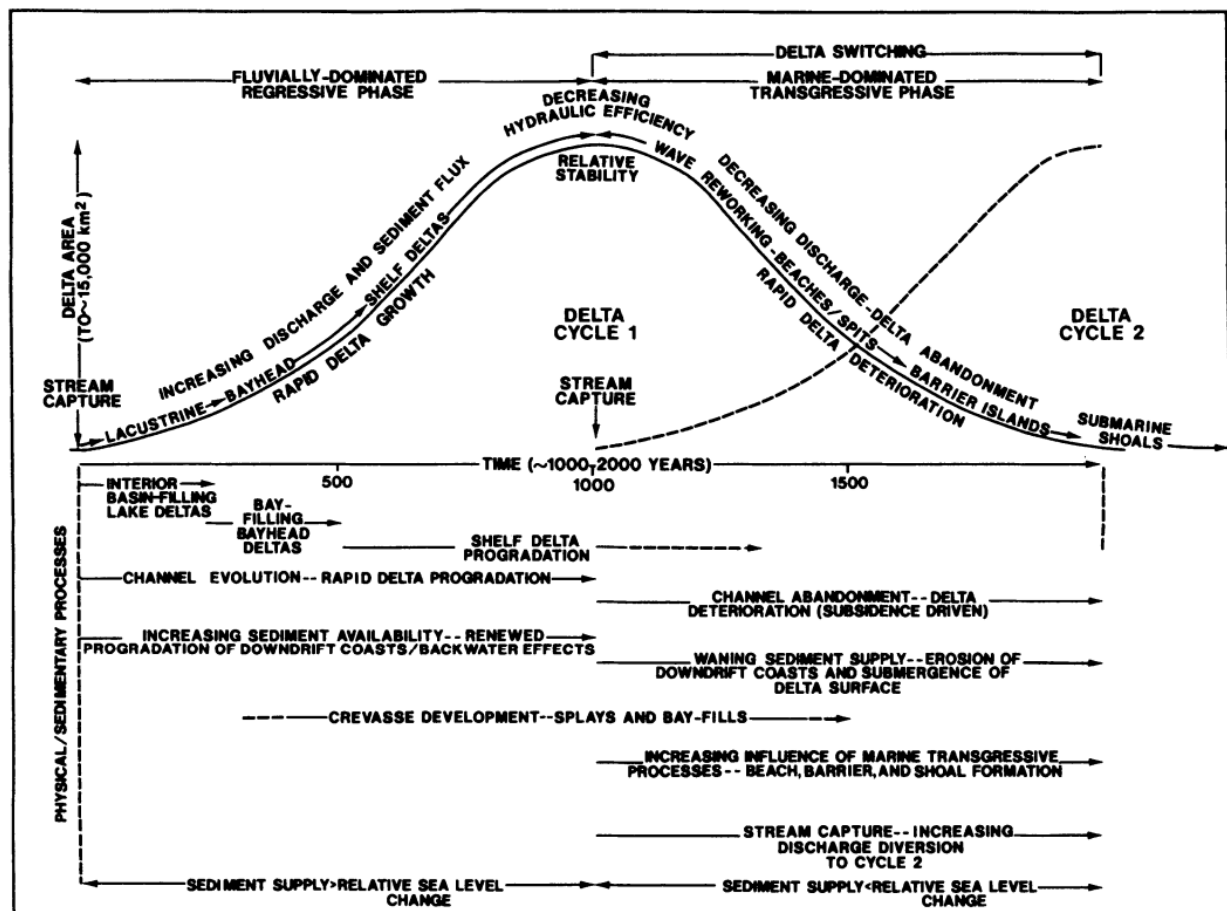 DELTA SWITCHING
FLUVIALLY-DOMINATED
REGRESSIVE PHASE
MARINE-DOMINATED
TRANSGRESSIVE PHASE
DECREASING
HYDRAULIC EFFICIENCY
RELATIVE
STABILITY
DELTA AREA
(TO~15,000 km²)
INCREASING DISCHARGE AND SEDIMENT FLUX
LACUSTRINE
BAYHEAD
SHELF DELTAS
RAPID DELTA GROWTH
STREAM
CAPTURE
DECREASING DISCHARGE-DELTA ABANDONMENT
WAVE REWORKING-BEACHES/SPITS
BARRIER ISLANDS
RAPID DELTA DETERIORATION
SUBMARINE
SHOALS
DELTA
CYCLE 1
DELTA
CYCLE 2
STREAM
CAPTURE
TIME (~1000-2000 YEARS)
500
1000
1500
PHYSICAL/SEDIMENTARY PROCESSES
INTERIOR
BASIN-FILLING
LAKE DELTAS
BAY-
FILLING
BAYHEAD
DELTAS
SHELF DELTA
PROGRADATION
CHANNEL EVOLUTION--RAPID DELTA PROGRADATION
CHANNEL ABANDONMENT--DELTA
DETERIORATION (SUBSIDENCE DRIVEN)
INCREASING SEDIMENT AVAILABILITY--RENEWED
PROGRADATION OF DOWNDRIFT COASTS/BACKWATER EFFECTS
WANING SEDIMENT SUPPLY--EROSION OF
DOWNDRIFT COASTS AND SUBMERGENCE OF
DELTA SURFACE
CREVASSE DEVELOPMENT--SPLAYS AND BAY-FILLS
INCREASING INFLUENCE OF MARINE TRANSGRESSIVE
PROCESSES--BEACH, BARRIER, AND SHOAL FORMATION
STREAM CAPTURE--INCREASING
DISCHARGE DIVERSION
TO CYCLE 2
SEDIMENT SUPPLY>RELATIVE SEA LEVEL
CHANGE
SEDIMENT SUPPLY<RELATIVE SEA LEVEL
CHANGE